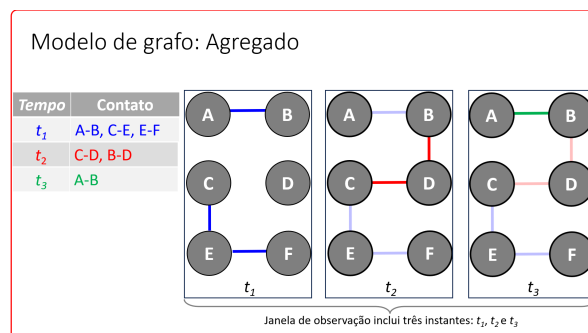 Modelo de grafo: Agregado
Tempo Contato
t1 A-B, C-E, E-F
t2 C-D, B-D
t3 A-B
A B
C D
E F
t1
A B
C D
E F
t2
A B
C D
E F
t3
Janela de observação inclui três instantes: t1, t2 e t3